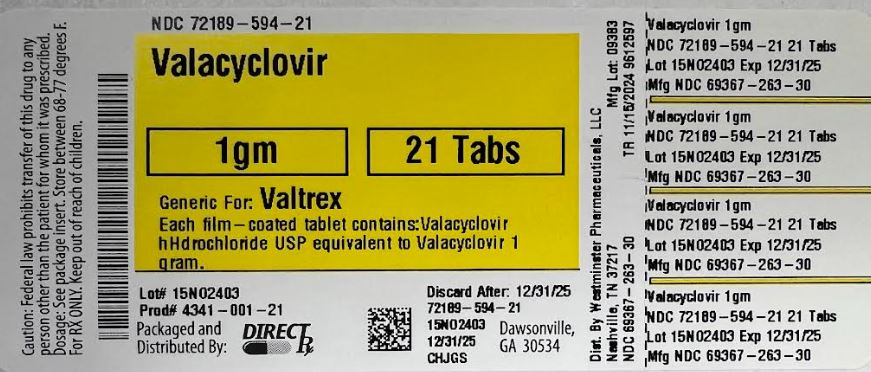 NDC 72189-594-21
Valacyclovir
1gm
21 Tabs
Generic For: Valtrex
Each film-coated tablet contains:Valacyclovir
hHdrochloride USP equivalent to Valacyclovir 1
gram.
Lot# 15NO2403
Prod# 4341-001-21
Packaged and
Distributed By:
DIRECT Rx
Discard After: 12/31/25
72189-594-21
15NO2403
12/31/25
CHJGS
Dawsonville,
GA 30534
Caution: Federal law prohibits transfer of this drug to any
person other than the patient for whom it was prescribed.
Dosage: See package insert. Store between 68-77 degrees F.
For RX ONLY. Keep out of reach of children.
Dist. By Westminster Pharmaceuticals, LLC
Nashville, TN 37217
NDC 69367-263-30
Mfg Lot: 09383
TR 11/15/2024 9612597
Valacyclovir 1gm
NDC 72189-594-21 21 Tabs
Lot 15NO2403 Exp 12/31/25
Mfg NDC 69367-263-30
Valacyclovir 1gm
NDC 72189-594-21 21 Tabs
Lot 15NO2403 Exp 12/31/25
Mfg NDC 69367-263-30
Valacyclovir 1gm
NDC 72189-594-21 21 Tabs
Lot 15NO2403 Exp 12/31/25
Mfg NDC 69367-263-30
Valacyclovir 1gm
NDC 72189-594-21 21 Tabs
Lot 15NO2403 Exp 12/31/25
Mfg NDC 69367-263-30